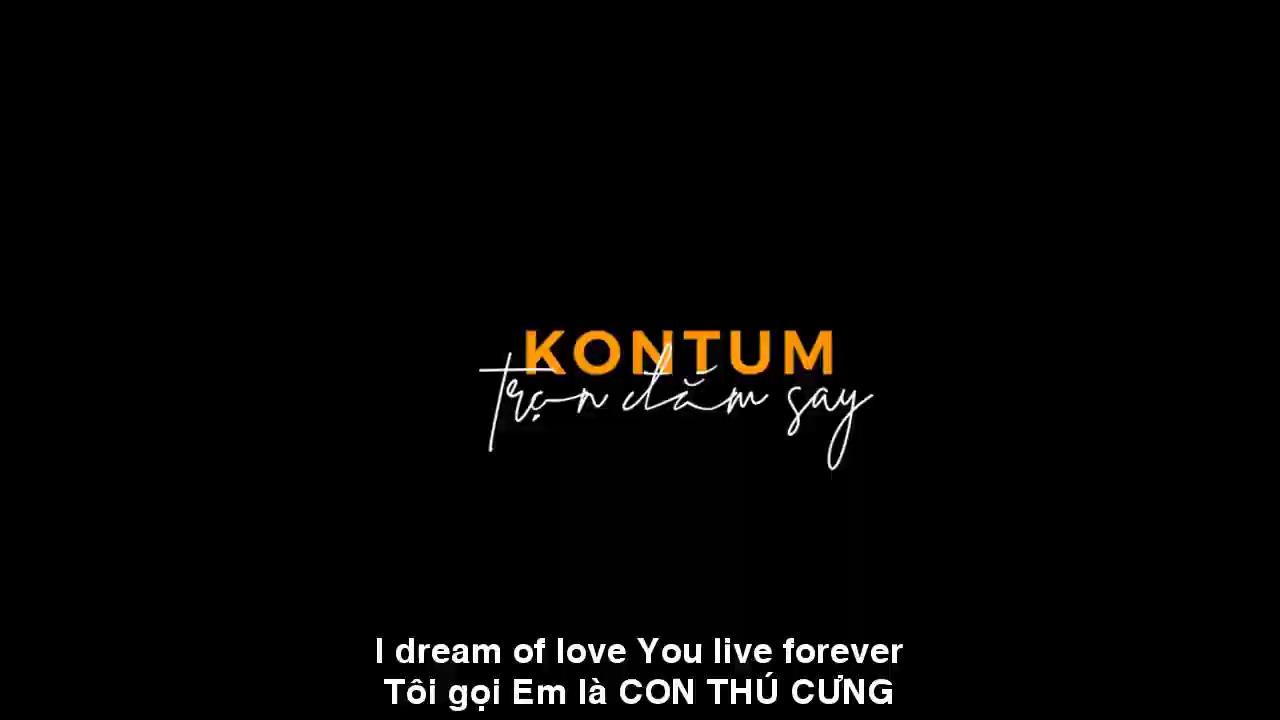 KONTUM
trọn đắm say
I dream of love You live forever
Tôi gọi Em là CON THÚ CƯNG